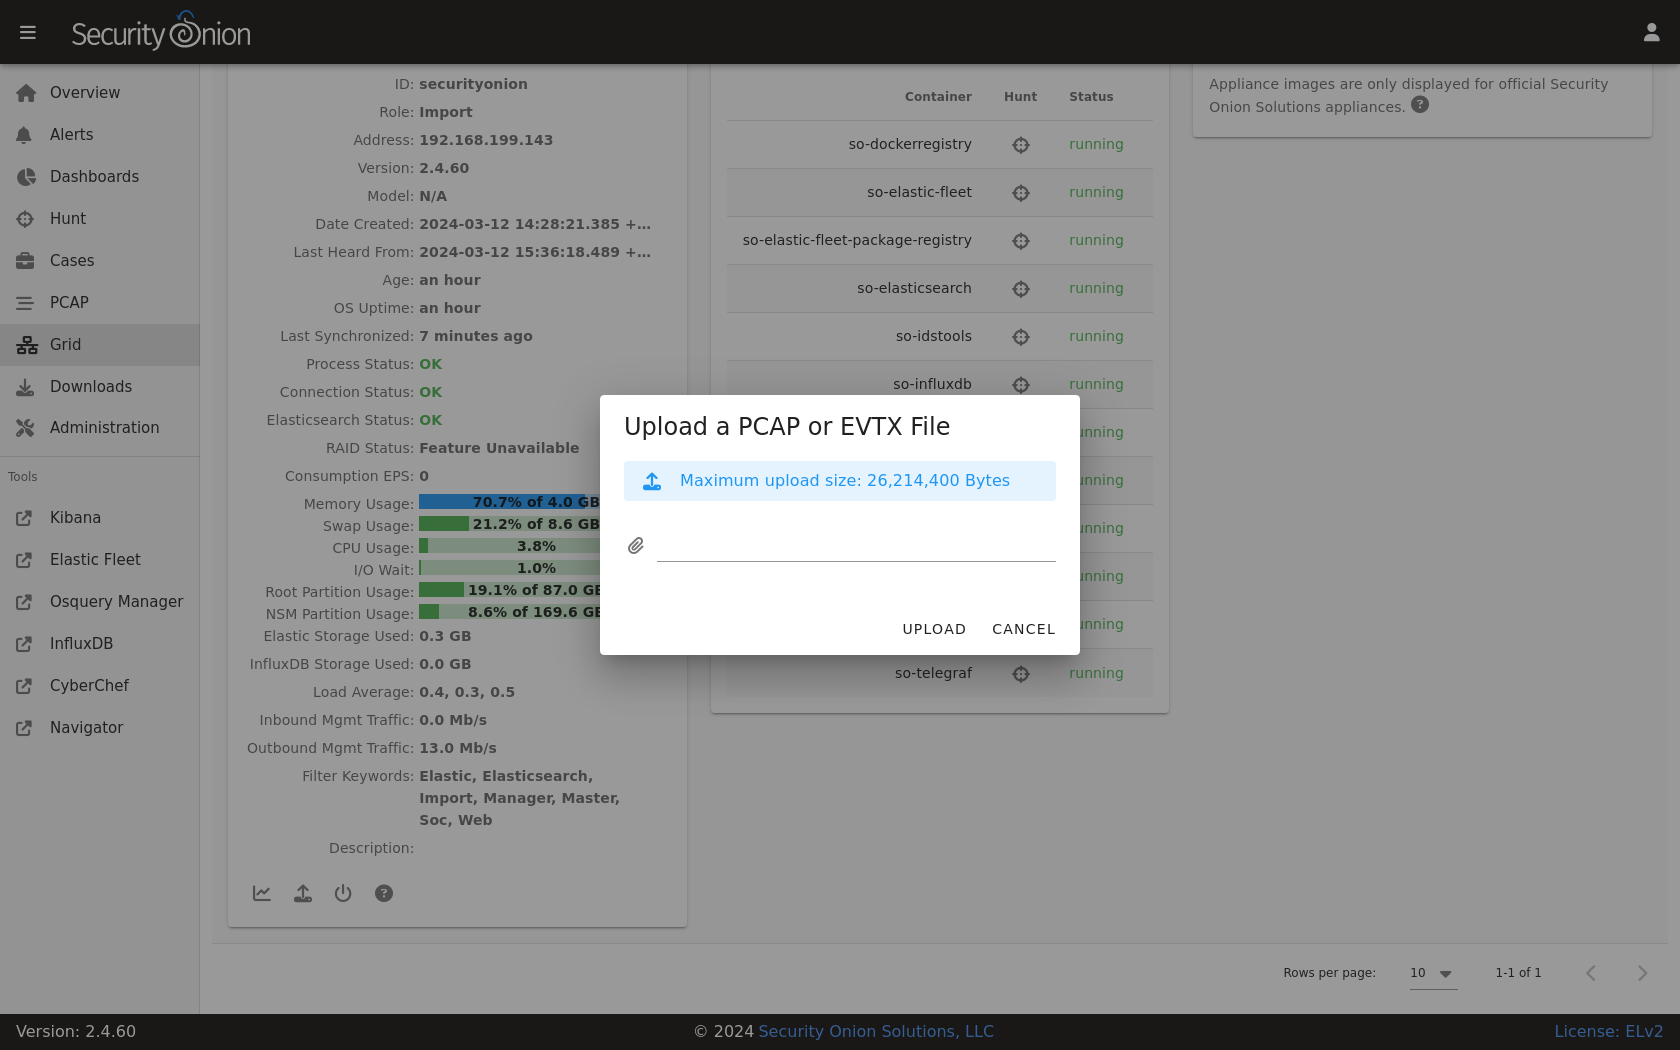 Security Onion
Overview
Alerts
Dashboards
Hunt
Cases
PCAP
Grid
Downloads
Administration
Tools
Kibana
Elastic Fleet
Osquery Manager
InfluxDB
CyberChef
Navigator
ID: securityonion
Role: Import
Address: 192.168.199.143
Version: 2.4.60
Model: N/A
Date Created: 2024-03-12 14:28:21.385 +...
Last Heard From: 2024-03-12 15:36:18.489 +...
Age: an hour
OS Uptime: an hour
Last Synchronized: 7 minutes ago
Process Status: OK
Connection Status: OK
Elasticsearch Status: OK
RAID Status: Feature Unavailable
Consumption EPS: 0
Memory Usage: 70.7% of 4.0 GB
Swap Usage: 21.2% of 8.6 GB
CPU Usage: 3.8%
I/O Wait: 1.0%
Root Partition Usage: 19.1% of 87.0 GB
NSM Partition Usage: 8.6% of 169.6 GB
Elastic Storage Used: 0.3 GB
InfluxDB Storage Used: 0.0 GB
Load Average: 0.4, 0.3, 0.5
Inbound Mgmt Traffic: 0.0 Mb/s
Outbound Mgmt Traffic: 13.0 Mb/s
Filter Keywords: Elastic, Elasticsearch,
Import, Manager, Master,
Soc, Web
Description:
Container Hunt Status
so-dockerregistry running
so-elastic-fleet running
so-elastic-fleet-package-registry running
so-elasticsearch running
so-idstools running
so-influxdb running
so-telegraf running
Appliance images are only displayed for official Security
Onion Solutions appliances.
Upload a PCAP or EVTX File
Maximum upload size: 26,214,400 Bytes
UPLOAD CANCEL
Rows per page: 10 1-1 of 1
Version: 2.4.60
© 2024 Security Onion Solutions, LLC
License: ELv2